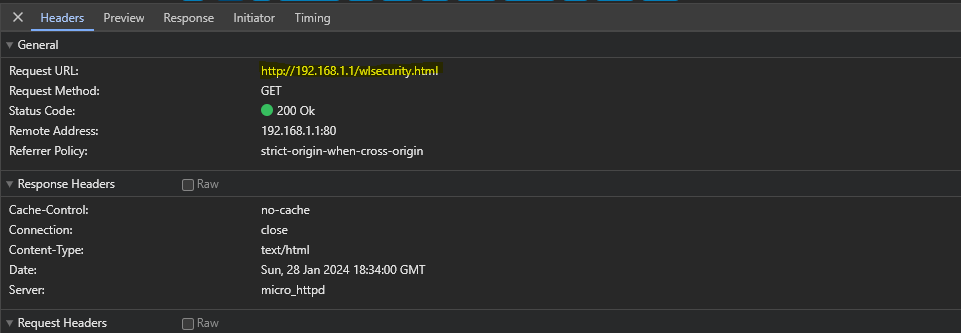 Headers Preview Response Initiator Timing
General
Request URL: http://192.168.1.1/wlsecurity.html
Request Method: GET
Status Code: 200 Ok
Remote Address: 192.168.1.1:80
Referrer Policy: strict-origin-when-cross-origin
Response Headers Raw
Cache-Control: no-cache
Connection: close
Content-Type: text/html
Date: Sun, 28 Jan 2024 18:34:00 GMT
Server: micro_httpd
Request Headers Raw